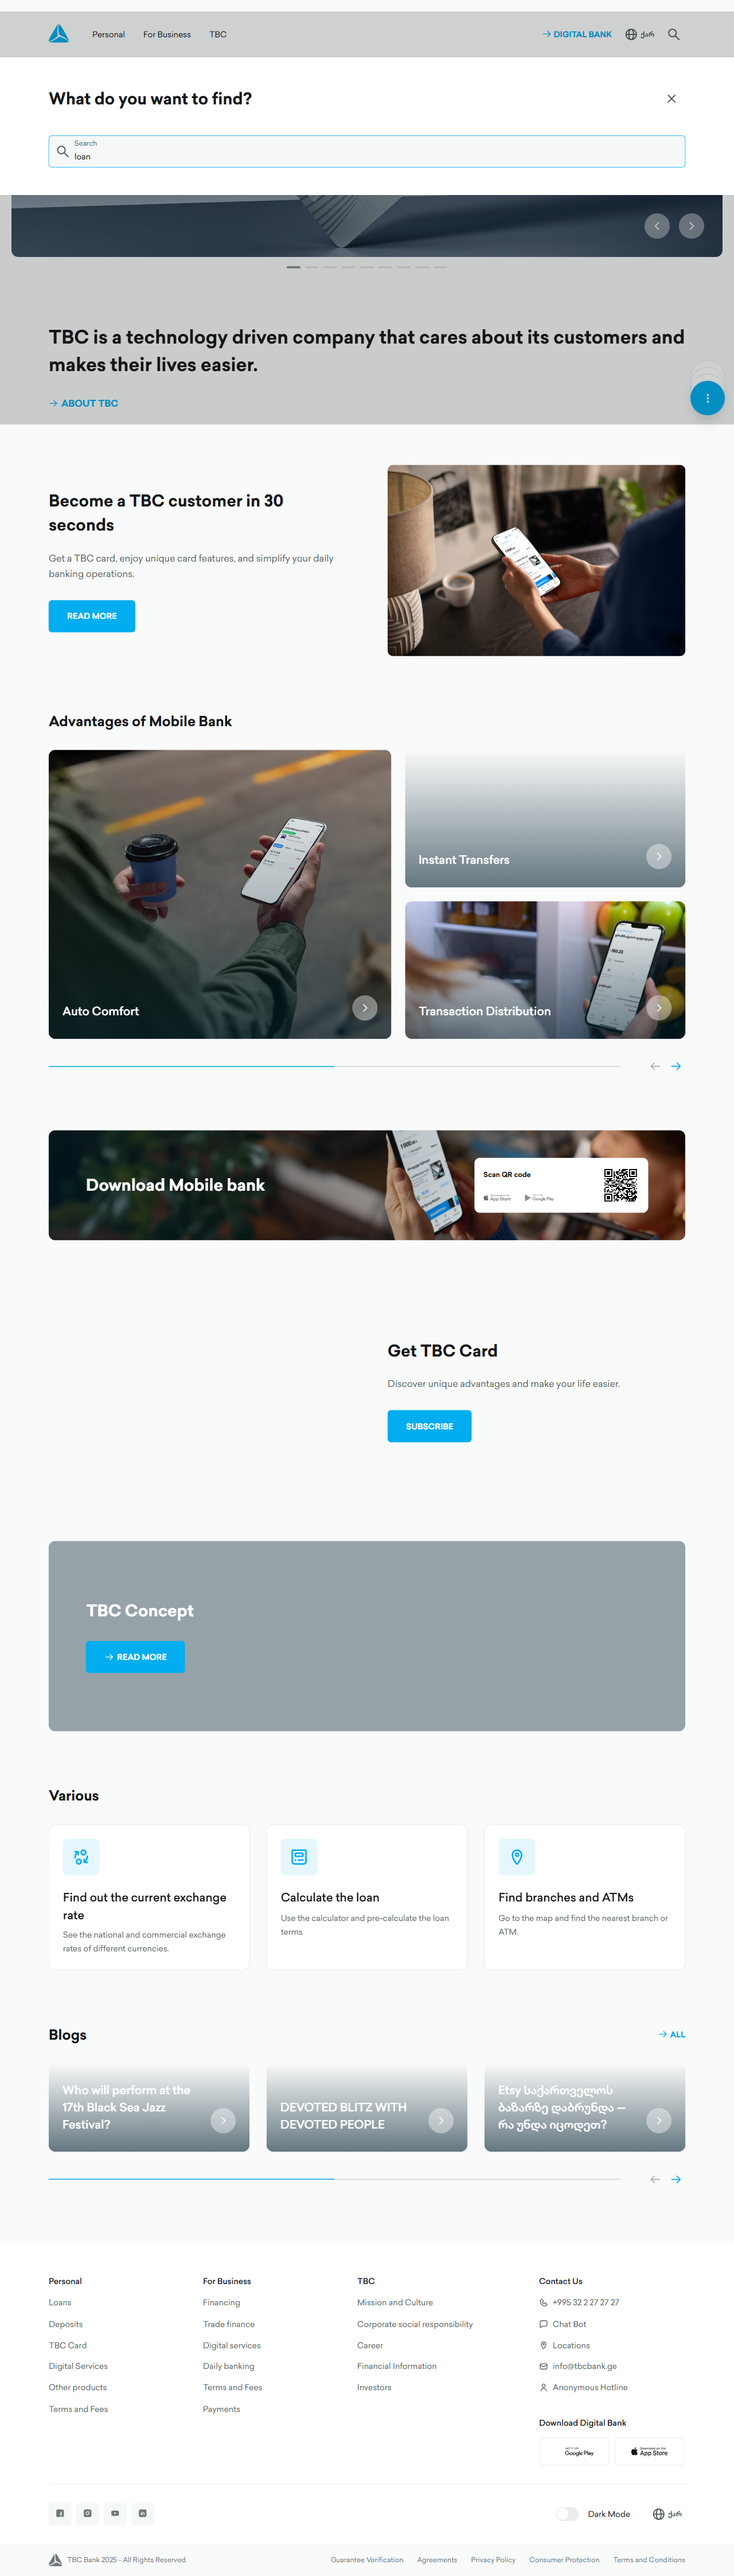 Personal For Business TBC DIGITAL BANK ქარ
What do you want to find?
Search
loan
TBC is a technology driven company that cares about its customers and
makes their lives easier.
ABOUT TBC
Become a TBC customer in 30
seconds
Get a TBC card, enjoy unique card features, and simplify your daily
banking operations.
READ MORE
Advantages of Mobile Bank
Auto Comfort
Instant Transfers
Transaction Distribution
Download Mobile bank
Scan QR code
App Store Google Play
Get TBC Card
Discover unique advantages and make your life easier.
SUBSCRIBE
TBC Concept
READ MORE
Various
Find out the current exchange
rate
See the national and commercial exchange
rates of different currencies.
Calculate the loan
Use the calculator and pre-calculate the loan
terms
Find branches and ATMs
Go to the map and find the nearest branch or
ATM.
Blogs
ALL
Who will perform at the
17th Black Sea Jazz
Festival?
DEVOTED BLITZ WITH
DEVOTED PEOPLE
Etsy საქართველოს
ბაზარზე დაბრუნდა —
რა უნდა იცოდეთ?
Personal
Loans
Deposits
TBC Card
Digital Services
Other products
Terms and Fees
For Business
Financing
Trade finance
Digital services
Daily banking
Terms and Fees
Payments
TBC
Mission and Culture
Corporate social responsibility
Career
Financial Information
Investors
Contact Us
+995 32 2 27 27 27
Chat Bot
Locations
info@tbcbank.ge
Anonymous Hotline
Download Digital Bank
Google Play
App Store
Dark Mode ქარ
TBC Bank 2025 - All Rights Reserved
Guarantee Verification Agreements Privacy Policy Consumer Protection Terms and Conditions